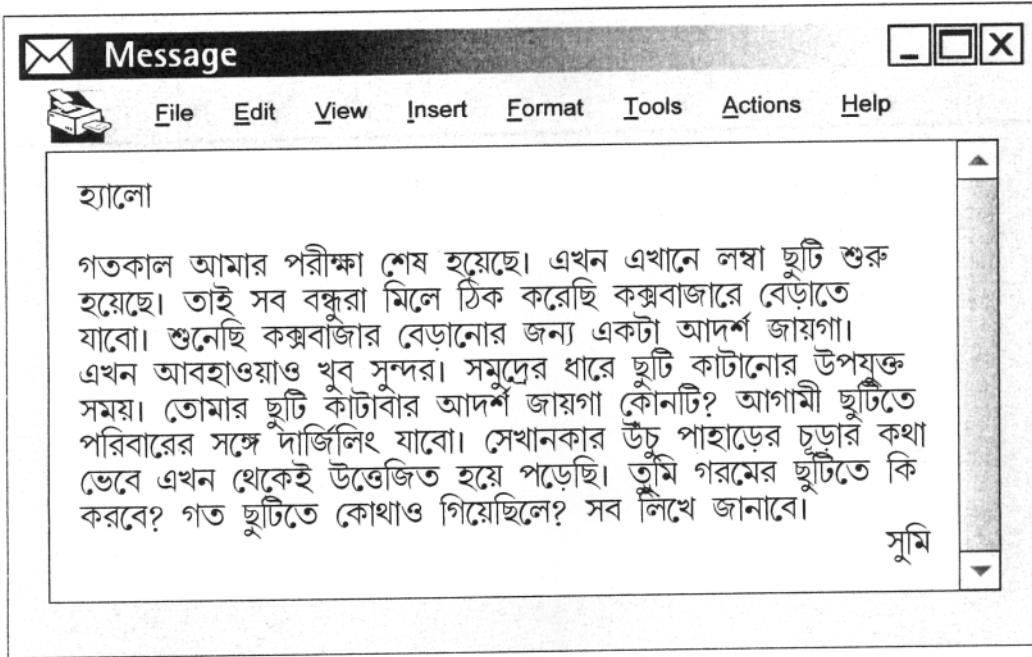 Message
File Edit View Insert Format Tools Actions Help
হ্যালো
গতকাল আমার পরীক্ষা শেষ হয়েছে। এখন এখানে লম্বা ছুটি শুরু
হয়েছে। তাই সব বন্ধুরা মিলে ঠিক করেছি কক্সবাজারে বেড়াতে
যাবো। শুনেছি কক্সবাজার বেড়ানোর জন্য একটা আদর্শ জায়গা।
এখন আবহাওয়াও খুব সুন্দর। সমুদ্রের ধারে ছুটি কাটানোর উপযুক্ত
সময়। তোমার ছুটি কাটাবার আদর্শ জায়গা কোনটি? আগামী ছুটিতে
পরিবারের সঙ্গে দার্জিলিং যাবো। সেখানকার উঁচু পাহাড়ের চূড়ার কথা
ভেবে এখন থেকেই উত্তেজিত হয়ে পড়েছি। তুমি গরমের ছুটিতে কি
করবে? গত ছুটিতে কোথাও গিয়েছিলে? সব লিখে জানাবে।
সুমি